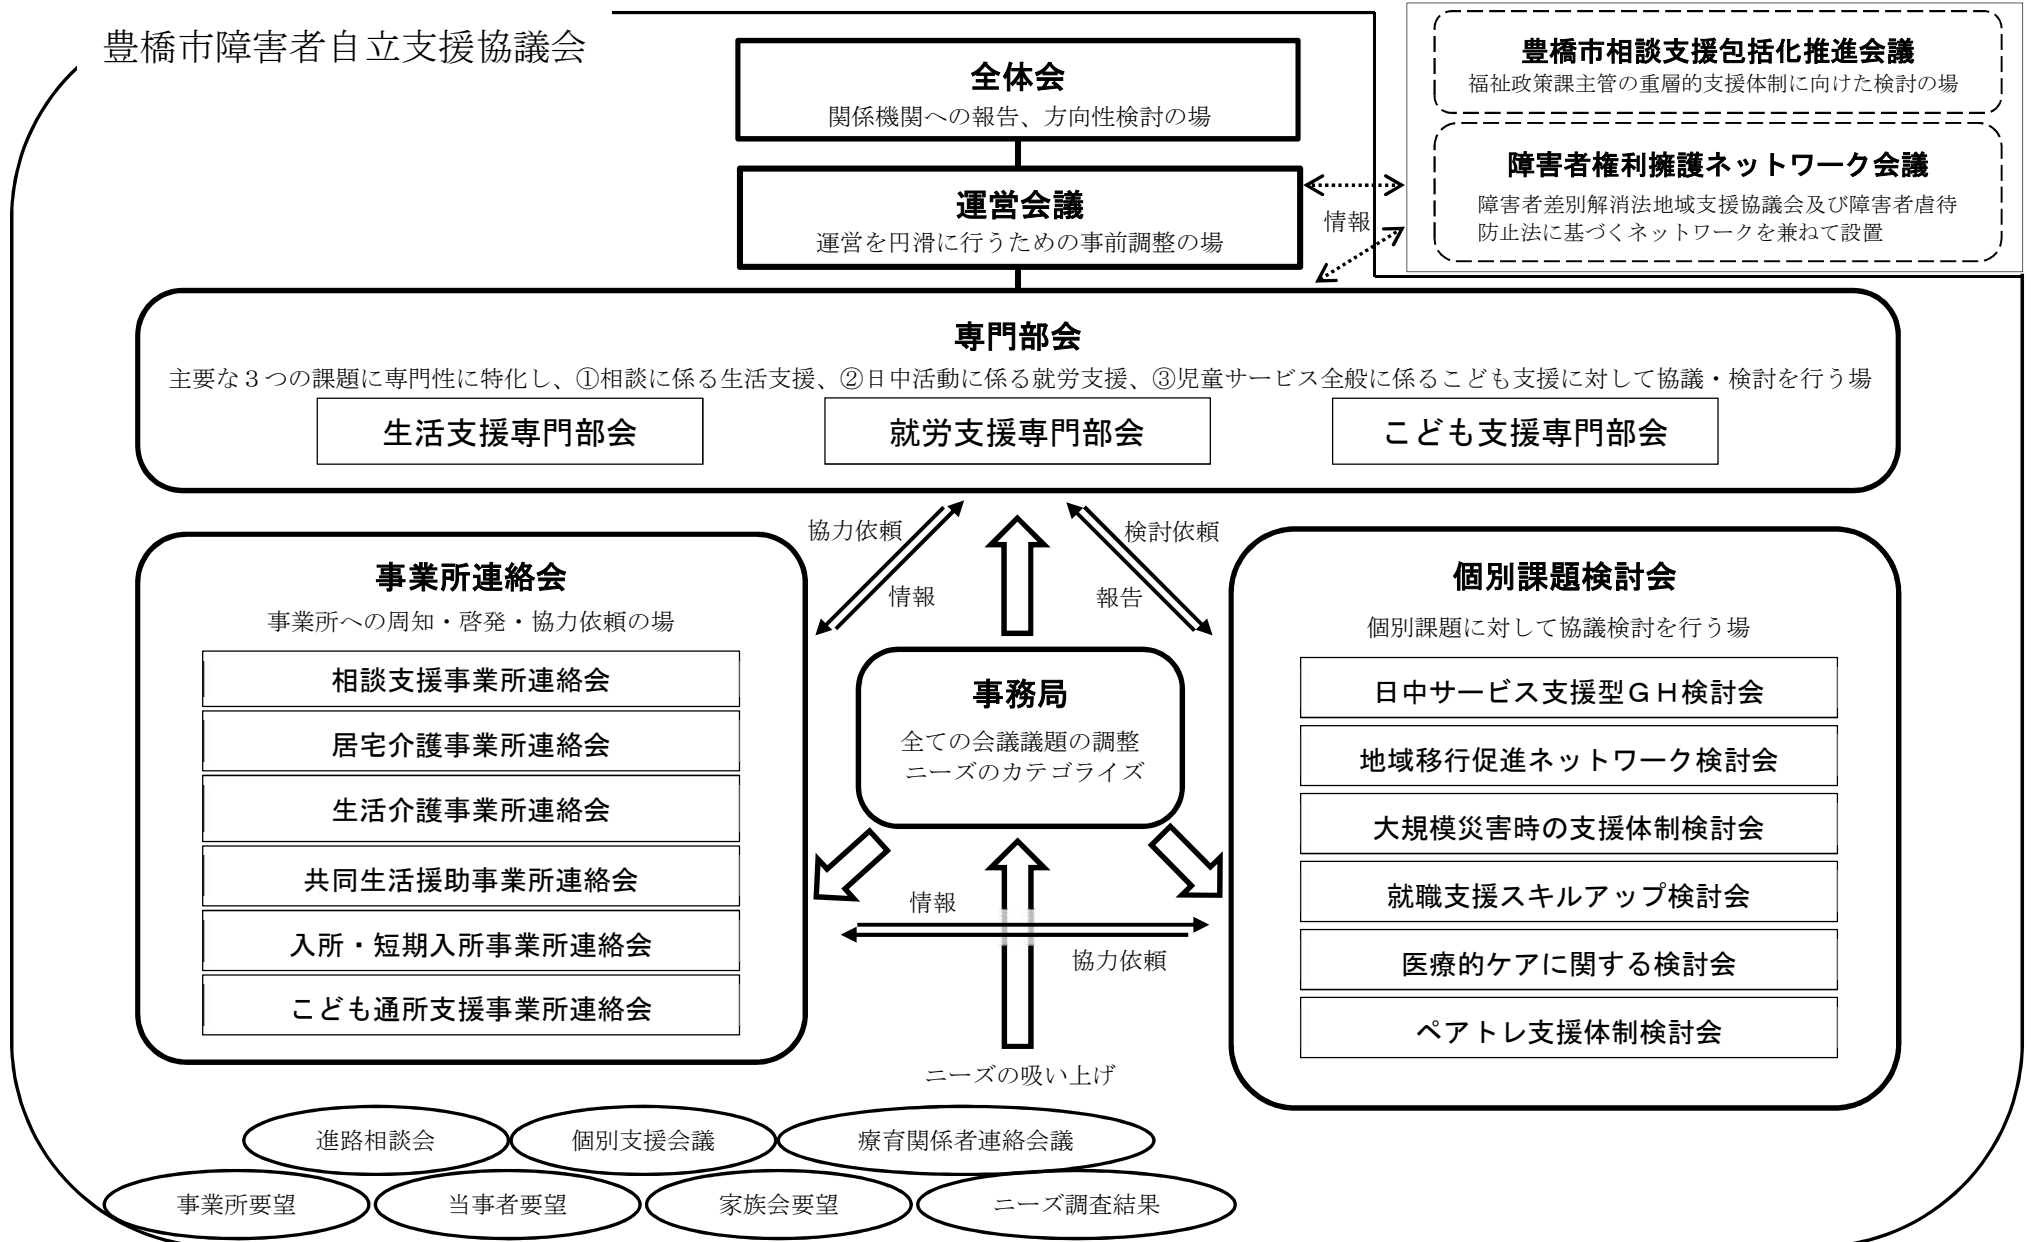 豊橋市障害者自立支援協議会
全体会
関係機関への報告、方向性検討の場
運営会議
運営を円滑に行うための事前調整の場
豊橋市相談支援包括化推進会議
福祉政策課主管の重層的支援体制に向けた検討の場
障害者権利擁護ネットワーク会議
障害者差別解消法地域支援協議会及び障害者虐待
防止法に基づくネットワークを兼ねて設置
情報
専門部会
主要な３つの課題に専門性に特化し、①相談に係る生活支援、②日中活動に係る就労支援、③児童サービス全般に係るこども支援に対して協議・検討を行う場
生活支援専門部会
就労支援専門部会
こども支援専門部会
協力依頼
情報
検討依頼
報告
事業所連絡会
事業所への周知・啓発・協力依頼の場
相談支援事業所連絡会
居宅介護事業所連絡会
生活介護事業所連絡会
共同生活援助事業所連絡会
入所・短期入所事業所連絡会
こども通所支援事業所連絡会
事務局
全ての会議議題の調整
ニーズのカテゴライズ
情報
協力依頼
ニーズの吸い上げ
個別課題検討会
個別課題に対して協議検討を行う場
日中サービス支援型ＧＨ検討会
地域移行促進ネットワーク検討会
大規模災害時の支援体制検討会
就職支援スキルアップ検討会
医療的ケアに関する検討会
ペアトレ支援体制検討会
進路相談会
個別支援会議
療育関係者連絡会議
事業所要望
当事者要望
家族会要望
ニーズ調査結果